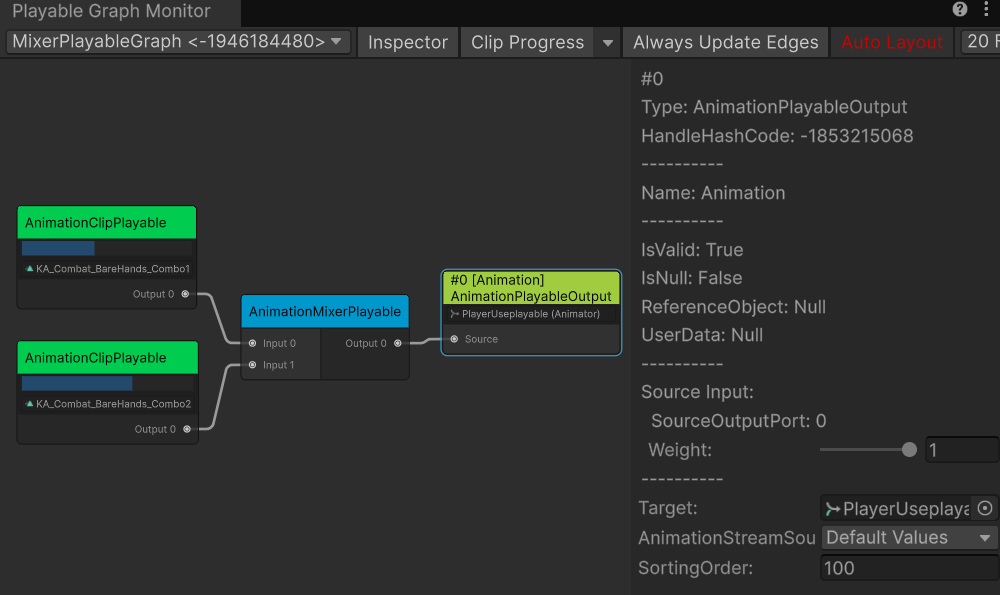 Playable Graph Monitor
MixerPlayableGraph <-1946184480>
Inspector
Clip Progress
Always Update Edges
Auto Layout
20 F
AnimationClipPlayable
KA_Combat_BareHands_Combo1
Output 0
AnimationClipPlayable
KA_Combat_BareHands_Combo2
Output 0
AnimationMixerPlayable
Input 0
Output 0
Input 1
#0 [Animation]
AnimationPlayableOutput
PlayerUseplayable (Animator)
Source
#0
Type: AnimationPlayableOutput
HandleHashCode: -1853215068
----------
Name: Animation
----------
IsValid: True
IsNull: False
ReferenceObject: Null
UserData: Null
----------
Source Input:
SourceOutputPort: 0
Weight: 1
----------
Target: PlayerUseplaya
AnimationStreamSou Default Values
SortingOrder: 100